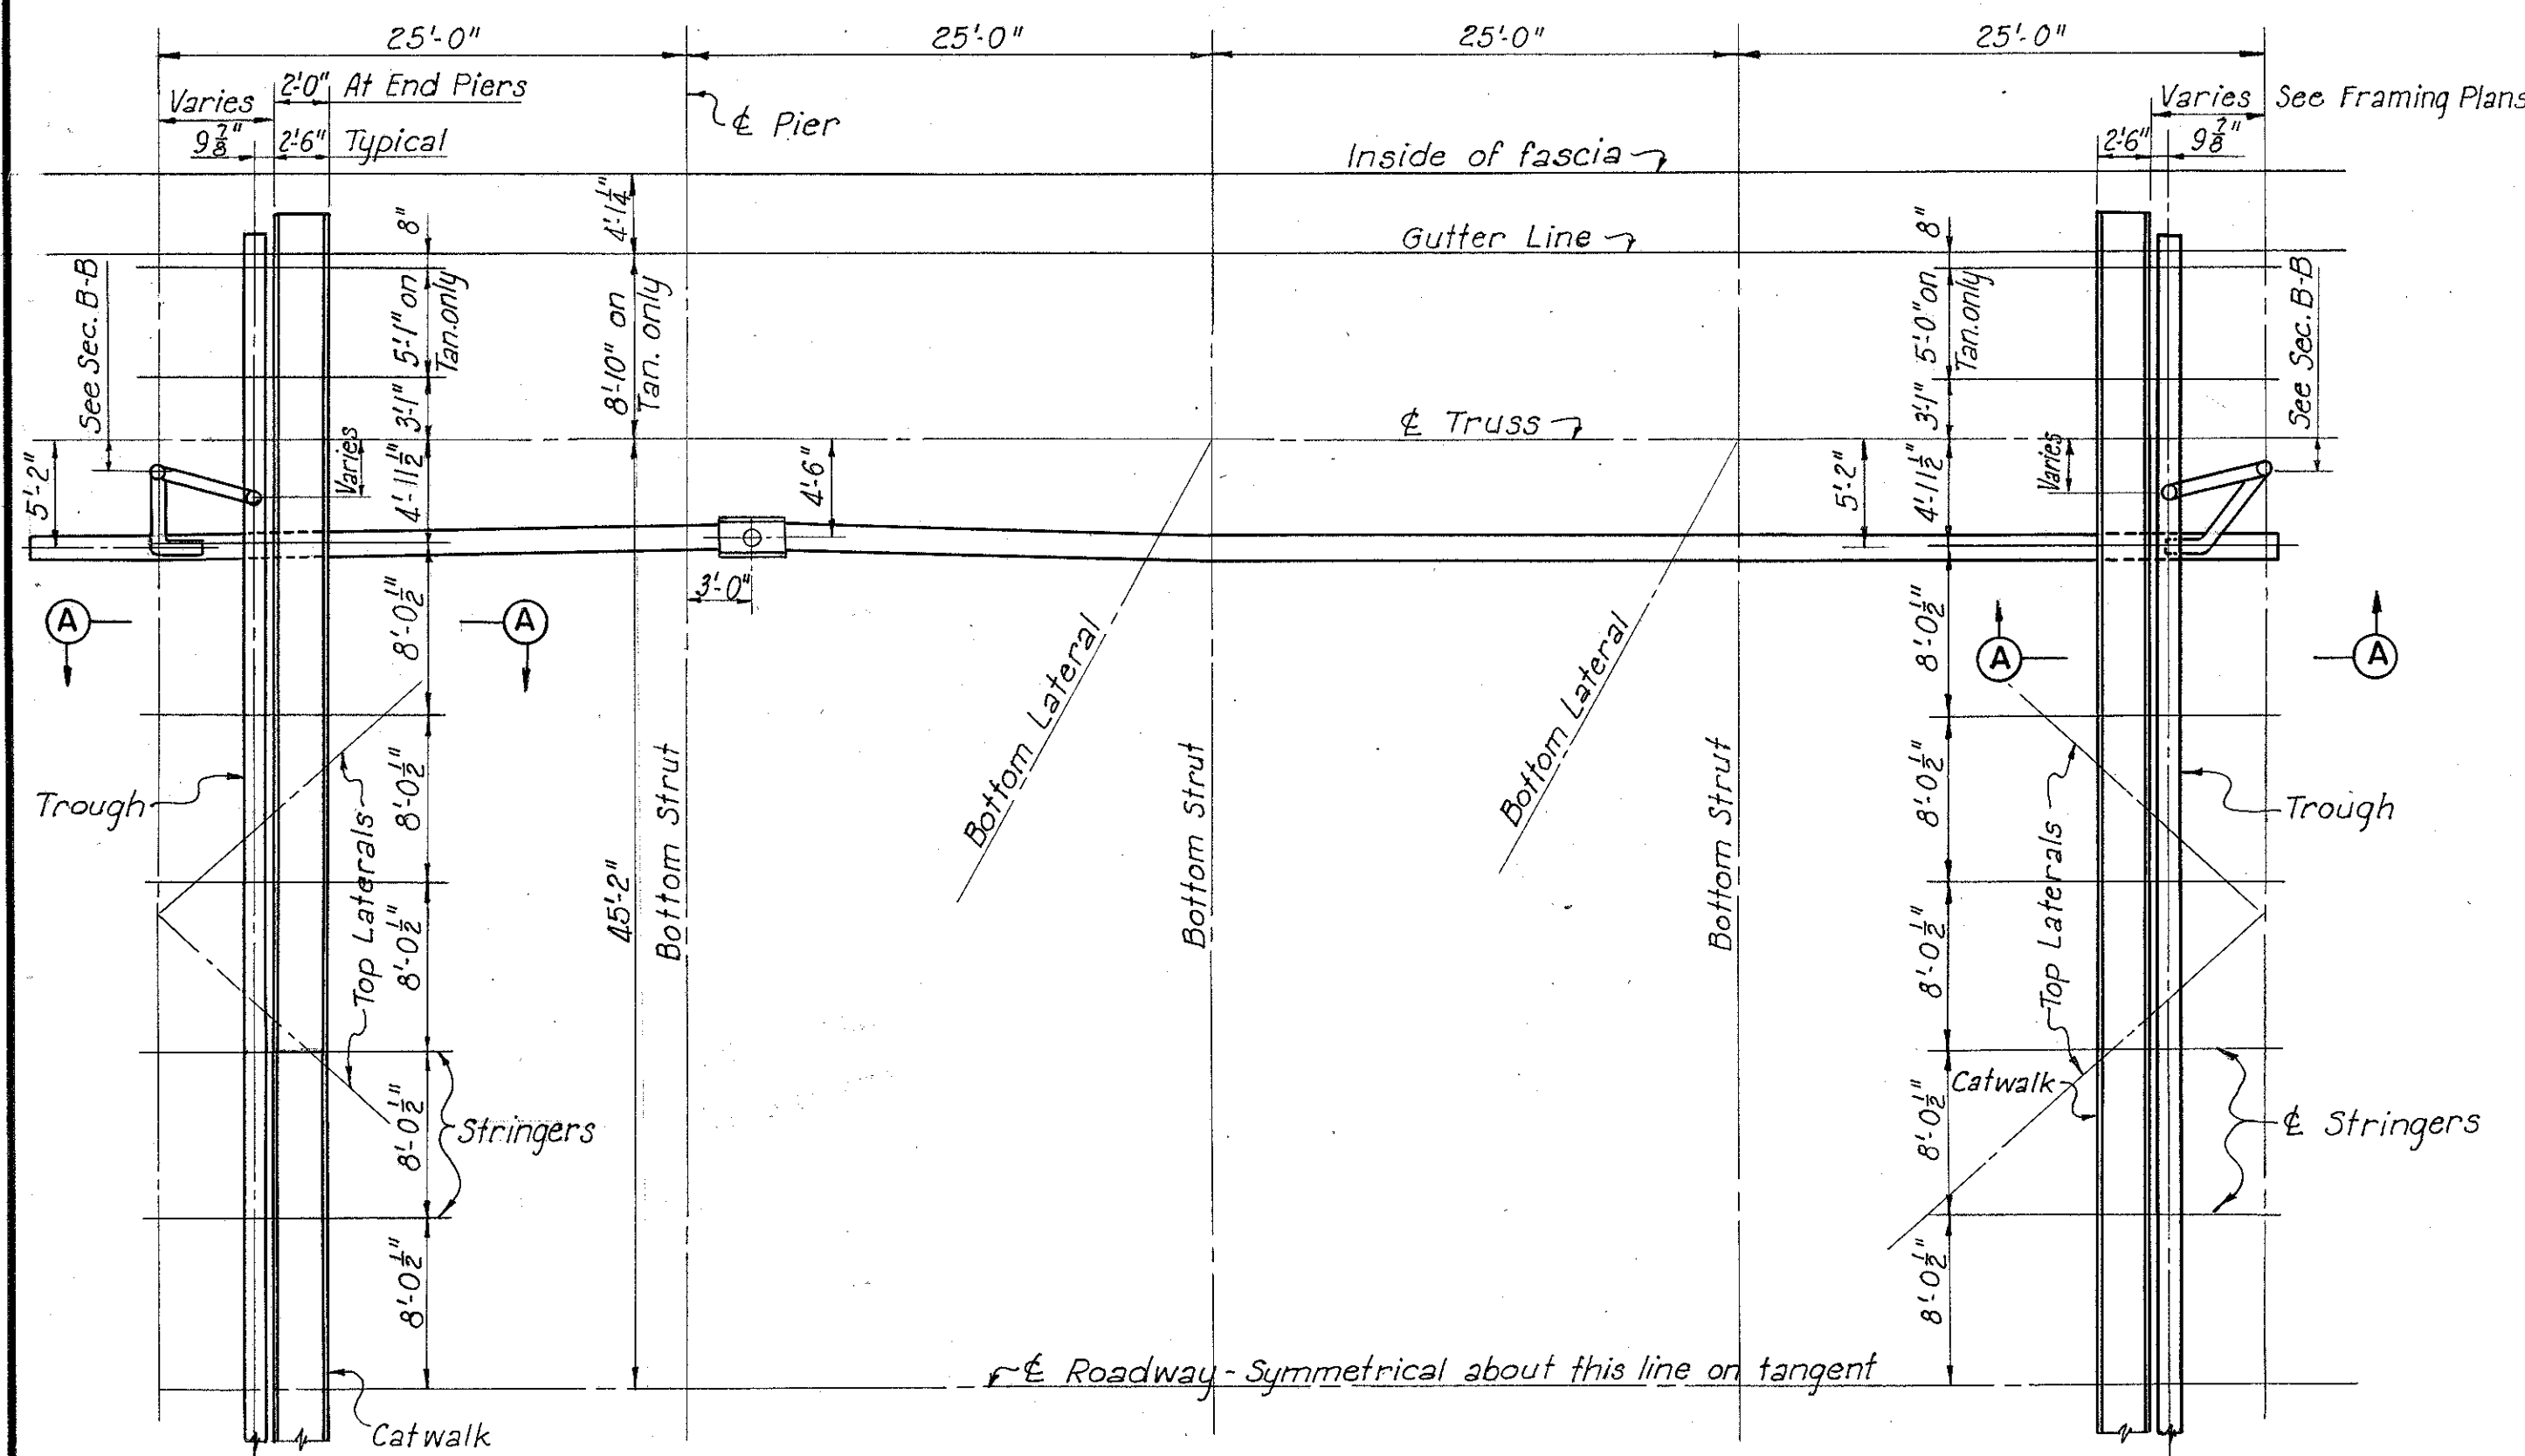 25'-0" 25'-0" 25'-0" 25'-0"
2'-0" At End Piers
Varies
Varies See Framing Plans
℄ Pier
9 7/8" 2'-6" Typical
2'-6" 9 7/8"
Inside of fascia
8"
4'-1 1/4"
Gutter Line
8"
See Sec. B-B
5'-1" on
Tan. only
8'-10" on
Tan. only
5'-0" on
Tan. only
See Sec. B-B
3'-1"
3'-1"
℄ Truss
5'-2"
Varies
4'-11 1/2"
4'-6"
5'-2"
4'-11 1/2"
Varies
3'-0"
A A A A
8'-0 1/2"
8'-0 1/2"
Bottom Lateral
Bottom Lateral
Trough
Top Laterals
8'-0 1/2"
8'-0 1/2"
Trough
45'-2"
Bottom Strut
Bottom Strut
Bottom Strut
8'-0 1/2"
8'-0 1/2"
Top Laterals
Catwalk
8'-0 1/2"
Stringers
8'-0 1/2"
℄ Stringers
8'-0 1/2"
8'-0 1/2"
℄ Roadway - Symmetrical about this line on tangent
Catwalk